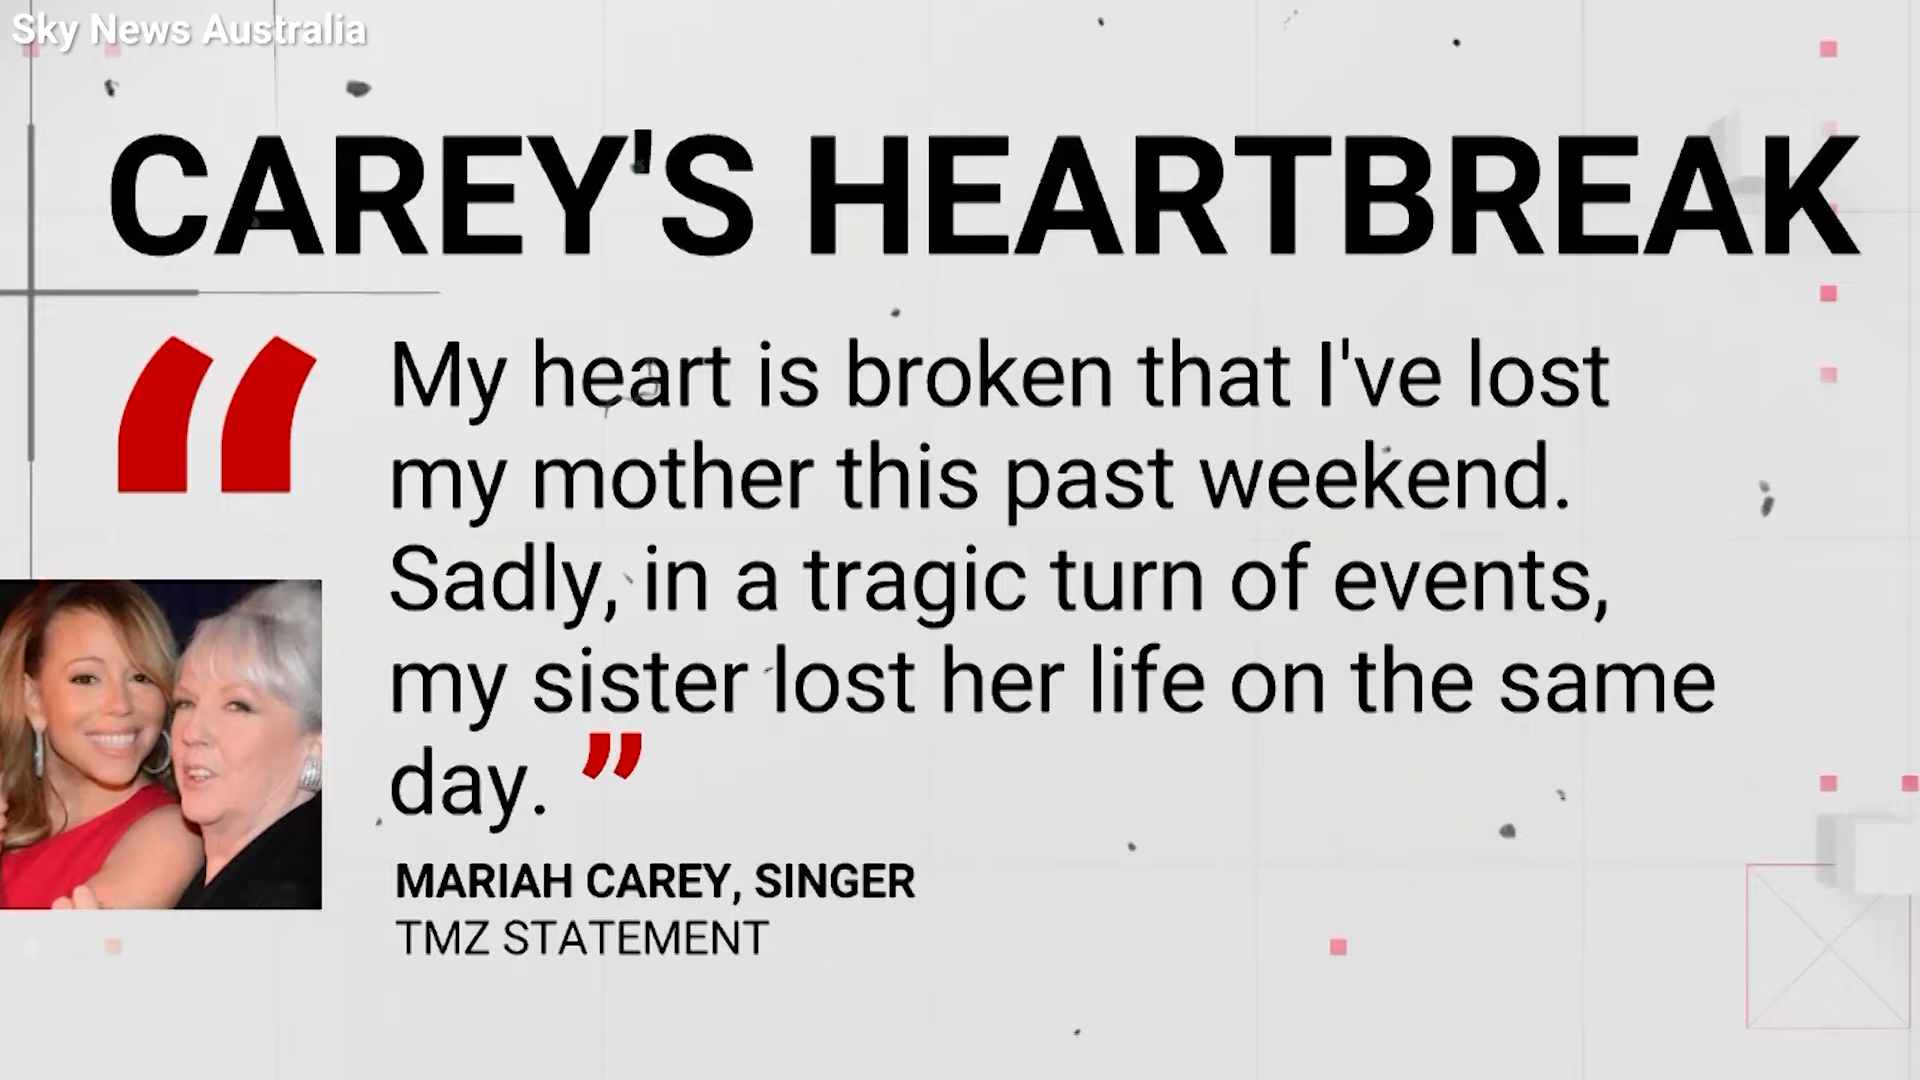 Sky News Australia
CAREY'S HEARTBREAK
“ My heart is broken that I've lost
my mother this past weekend.
Sadly, in a tragic turn of events,
my sister lost her life on the same
day. ”
MARIAH CAREY, SINGER
TMZ STATEMENT